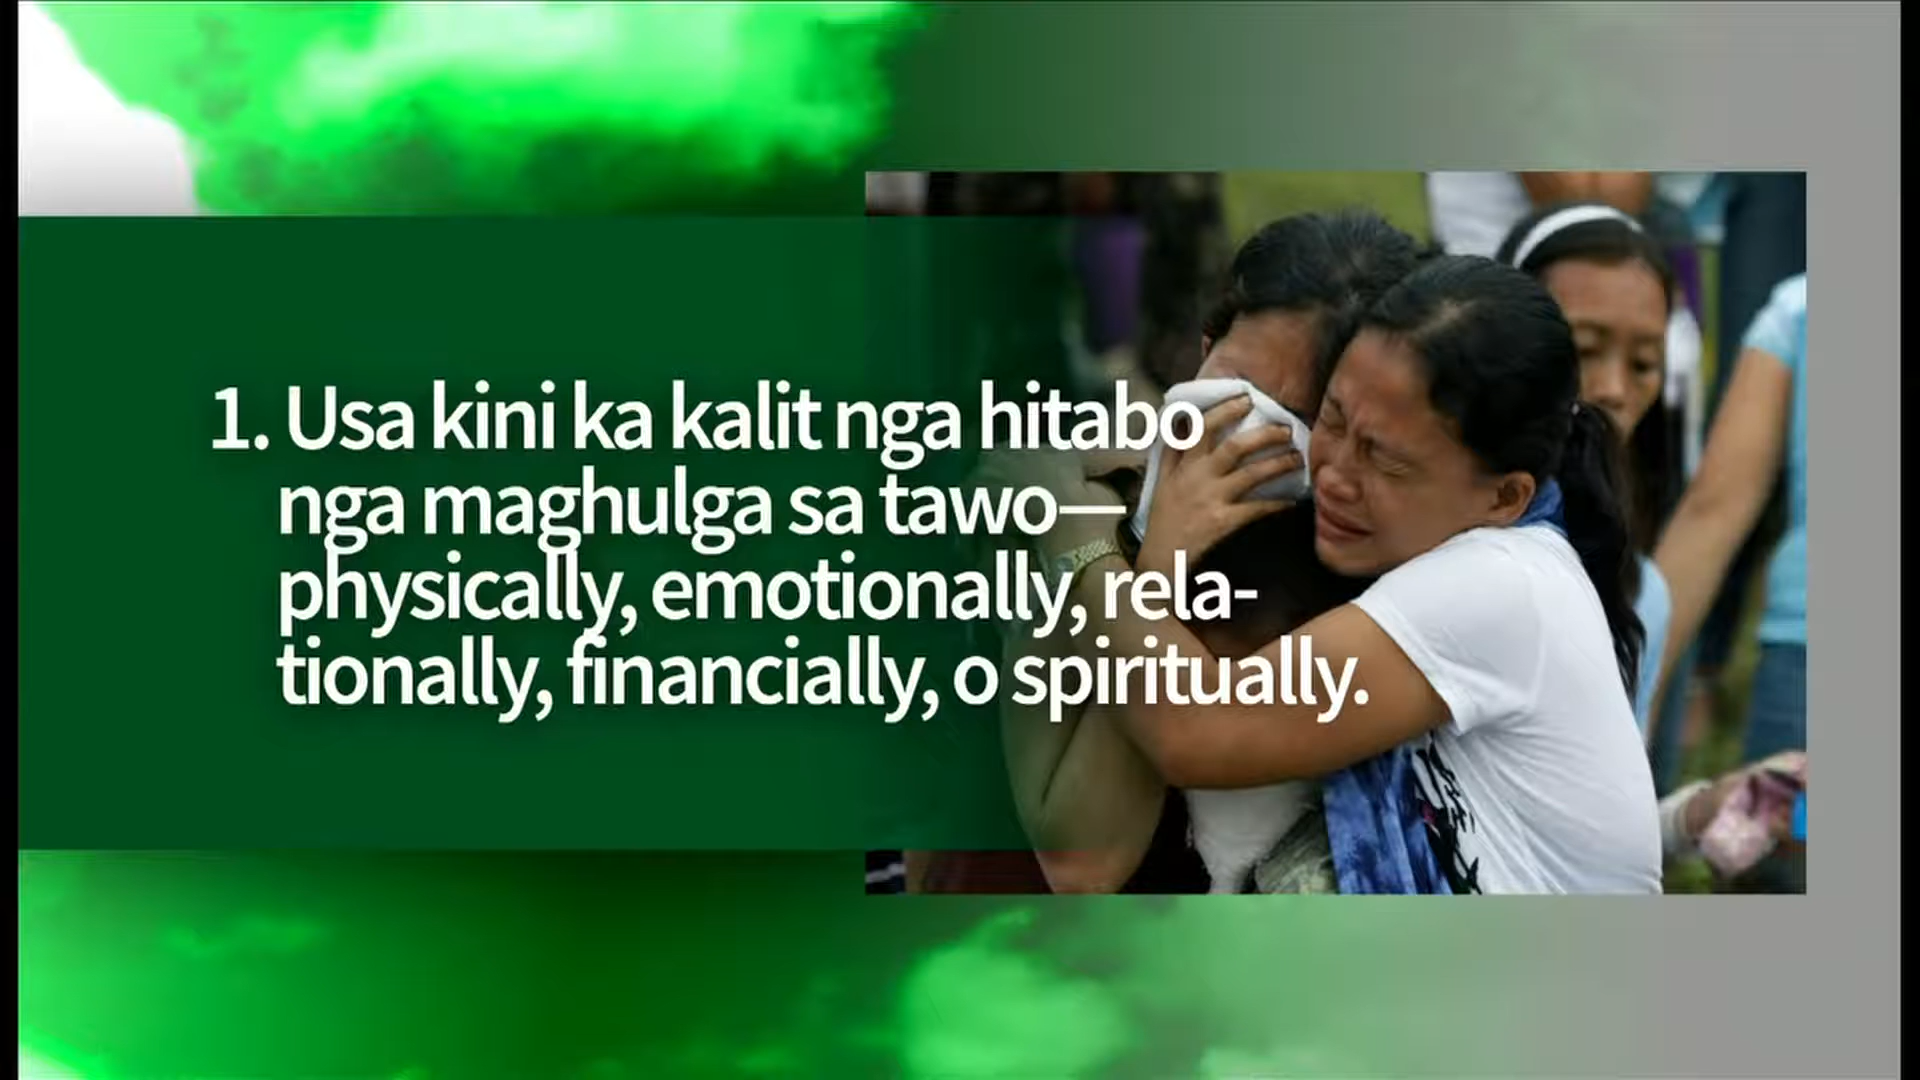 1. Usa kini ka kalit nga hitabo
nga maghulga sa tawo—
physically, emotionally, rela-
tionally, financially, o spiritually.